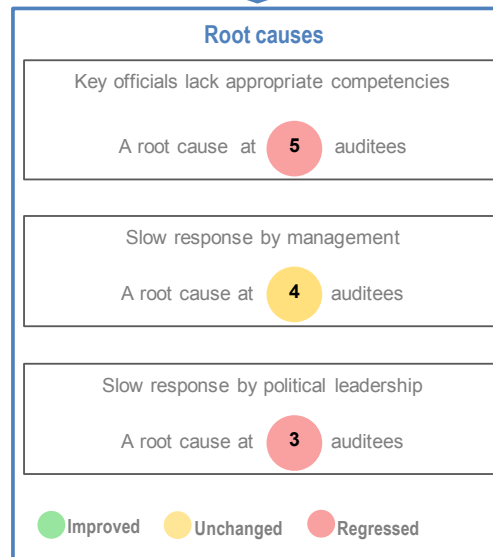 Root causes
Key officials lack appropriate competencies
A root cause at 5 auditees
Slow response by management
A root cause at 4 auditees
Slow response by political leadership
A root cause at 3 auditees
Improved Unchanged Regressed